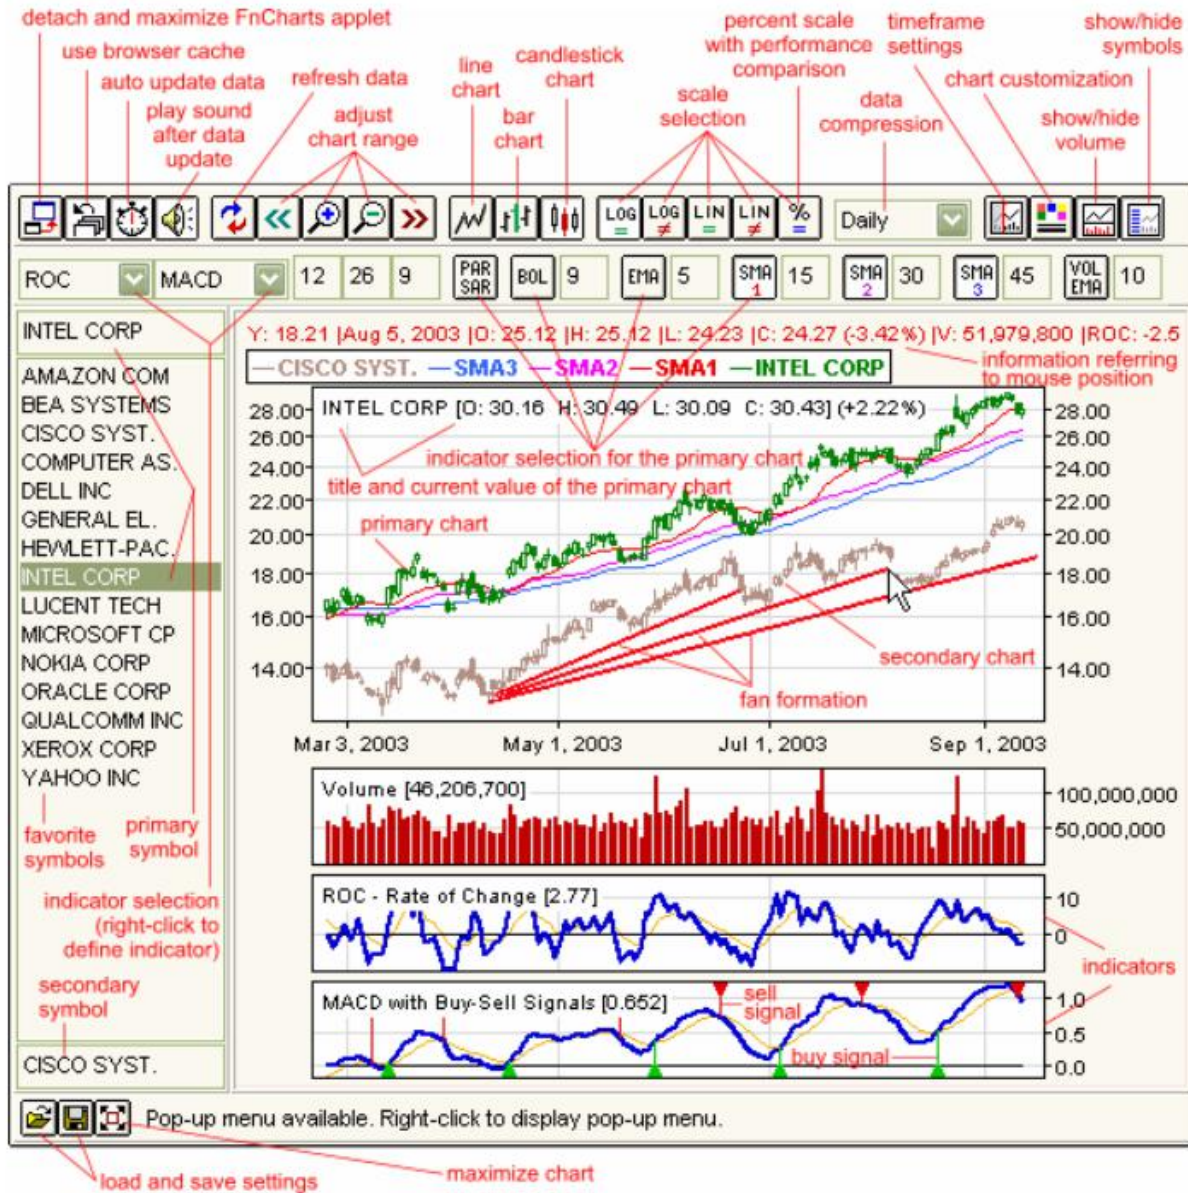 detach and maximize FnCharts applet
use browser cache
auto update data
play sound
after data
update
refresh data
adjust
chart range
line
chart
bar
chart
candlestick
chart
scale
selection
percent scale
with performance
comparison
data
compression
timeframe
settings
chart customization
show/hide
volume
show/hide
symbols
LOG = LOG ≠ LIN = LIN ≠ % =
Daily
ROC MACD 12 26 9 PAR SAR BOL 9 EMA 5 SMA 1 15 SMA 2 30 SMA 3 45 VOL EMA 10
INTEL CORP
AMAZON COM
BEA SYSTEMS
CISCO SYST.
COMPUTER AS.
DELL INC
GENERAL EL.
HEWLETT-PAC.
INTEL CORP
LUCENT TECH
MICROSOFT CP
NOKIA CORP
ORACLE CORP
QUALCOMM INC
XEROX CORP
YAHOO INC
favorite
symbols
primary
symbol
indicator selection
(right-click to
define indicator)
secondary
symbol
CISCO SYST.
Y: 18.21 |Aug 5, 2003 |O: 25.12 |H: 25.12 |L: 24.23 |C: 24.27 (-3.42%) |V: 51,979,800 |ROC: -2.5
information referring
to mouse position
CISCO SYST. SMA3 SMA2 SMA1 INTEL CORP
INTEL CORP [O: 30.16 H: 30.49 L: 30.09 C: 30.43] (+2.22%)
indicator selection for the primary chart
title and current value of the primary chart
primary chart
secondary chart
fan formation
28.00 28.00
26.00 26.00
24.00 24.00
22.00 22.00
20.00 20.00
18.00 18.00
16.00 16.00
14.00 14.00
Mar 3, 2003 May 1, 2003 Jul 1, 2003 Sep 1, 2003
Volume [46,206,700]
100,000,000
50,000,000
ROC - Rate of Change [2.77]
10
0
indicators
MACD with Buy-Sell Signals [0.652]
sell
signal
buy signal
1.0
0.5
0.0
Pop-up menu available. Right-click to display pop-up menu.
load and save settings
maximize chart